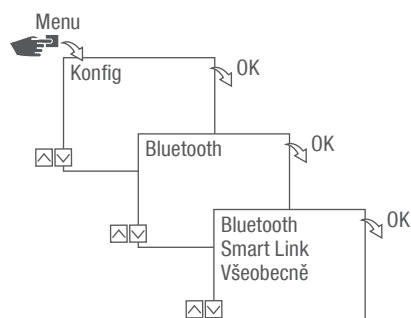 Menu
OK
Konfig
OK
Bluetooth
OK
Bluetooth
Smart Link
Všeobecně